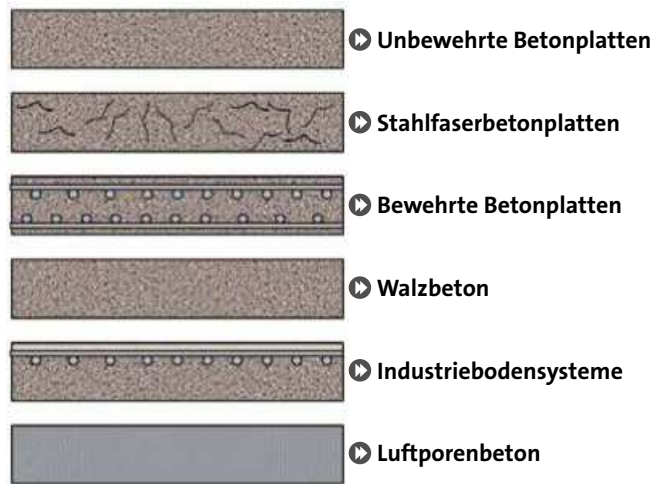 Unbewehrte Betonplatten
Stahlfaserbetonplatten
Bewehrte Betonplatten
Walzbeton
Industriebodensysteme
Luftporenbeton